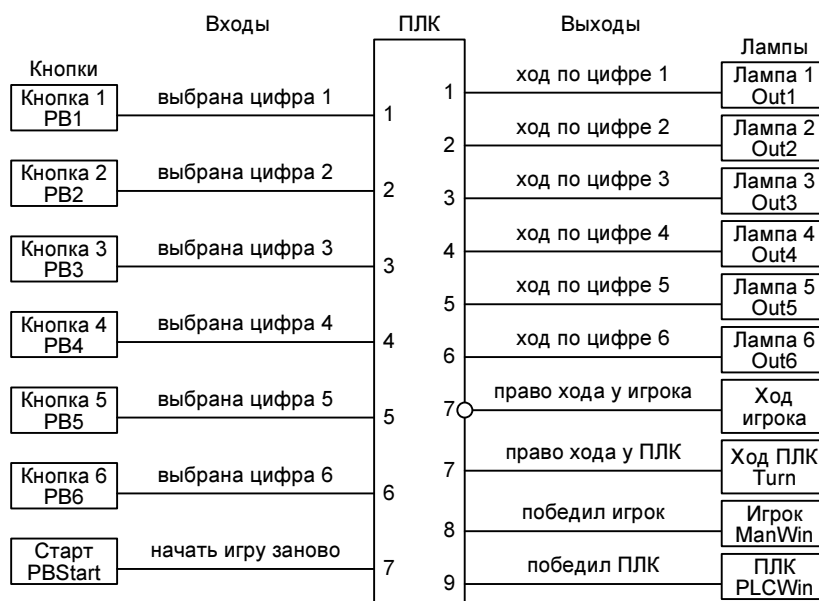 Входы
ПЛК
Выходы
Кнопки
Лампы
Кнопка 1
PB1
выбрана цифра 1
1
Кнопка 2
PB2
выбрана цифра 2
2
Кнопка 3
PB3
выбрана цифра 3
3
Кнопка 4
PB4
выбрана цифра 4
4
Кнопка 5
PB5
выбрана цифра 5
5
Кнопка 6
PB6
выбрана цифра 6
6
Старт
PBStart
начать игру заново
7
1
ход по цифре 1
Лампа 1
Out1
2
ход по цифре 2
Лампа 2
Out2
3
ход по цифре 3
Лампа 3
Out3
4
ход по цифре 4
Лампа 4
Out4
5
ход по цифре 5
Лампа 5
Out5
6
ход по цифре 6
Лампа 6
Out6
7
право хода у игрока
Ход
игрока
7
право хода у ПЛК
Ход ПЛК
Turn
8
победил игрок
Игрок
ManWin
9
победил ПЛК
ПЛК
PLCWin